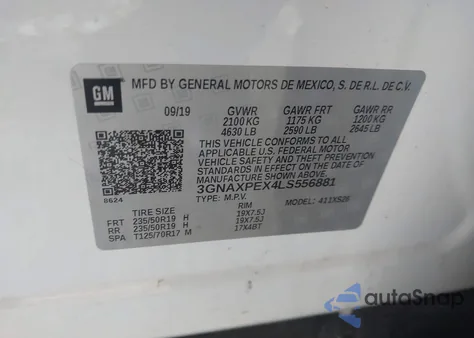 GM
MFD BY GENERAL MOTORS DE MEXICO, S. DE R.L. DE C.V.
09/19 GVWR GAWR FRT GAWR RR
2100 KG 1175 KG 1200 KG
4630 LB 2590 LB 2645 LB
THIS VEHICLE CONFORMS TO ALL APPLICABLE
U.S. FEDERAL MOTOR VEHICLE
SAFETY, BUMPER, AND THEFT
PREVENTION STANDARDS IN EFFECT ON THE
DATE OF MANUFACTURE SHOWN ABOVE.
3GNAXPEX4LS556881
8624 TYPE: M.P.V. MODEL:
TIRE SIZE RIM
FRT 235/50R19 H 19X7.5J
RR 235/50R19 H 19X7.5J
SPA T125/70R17 M 17X4BT
autoSnap